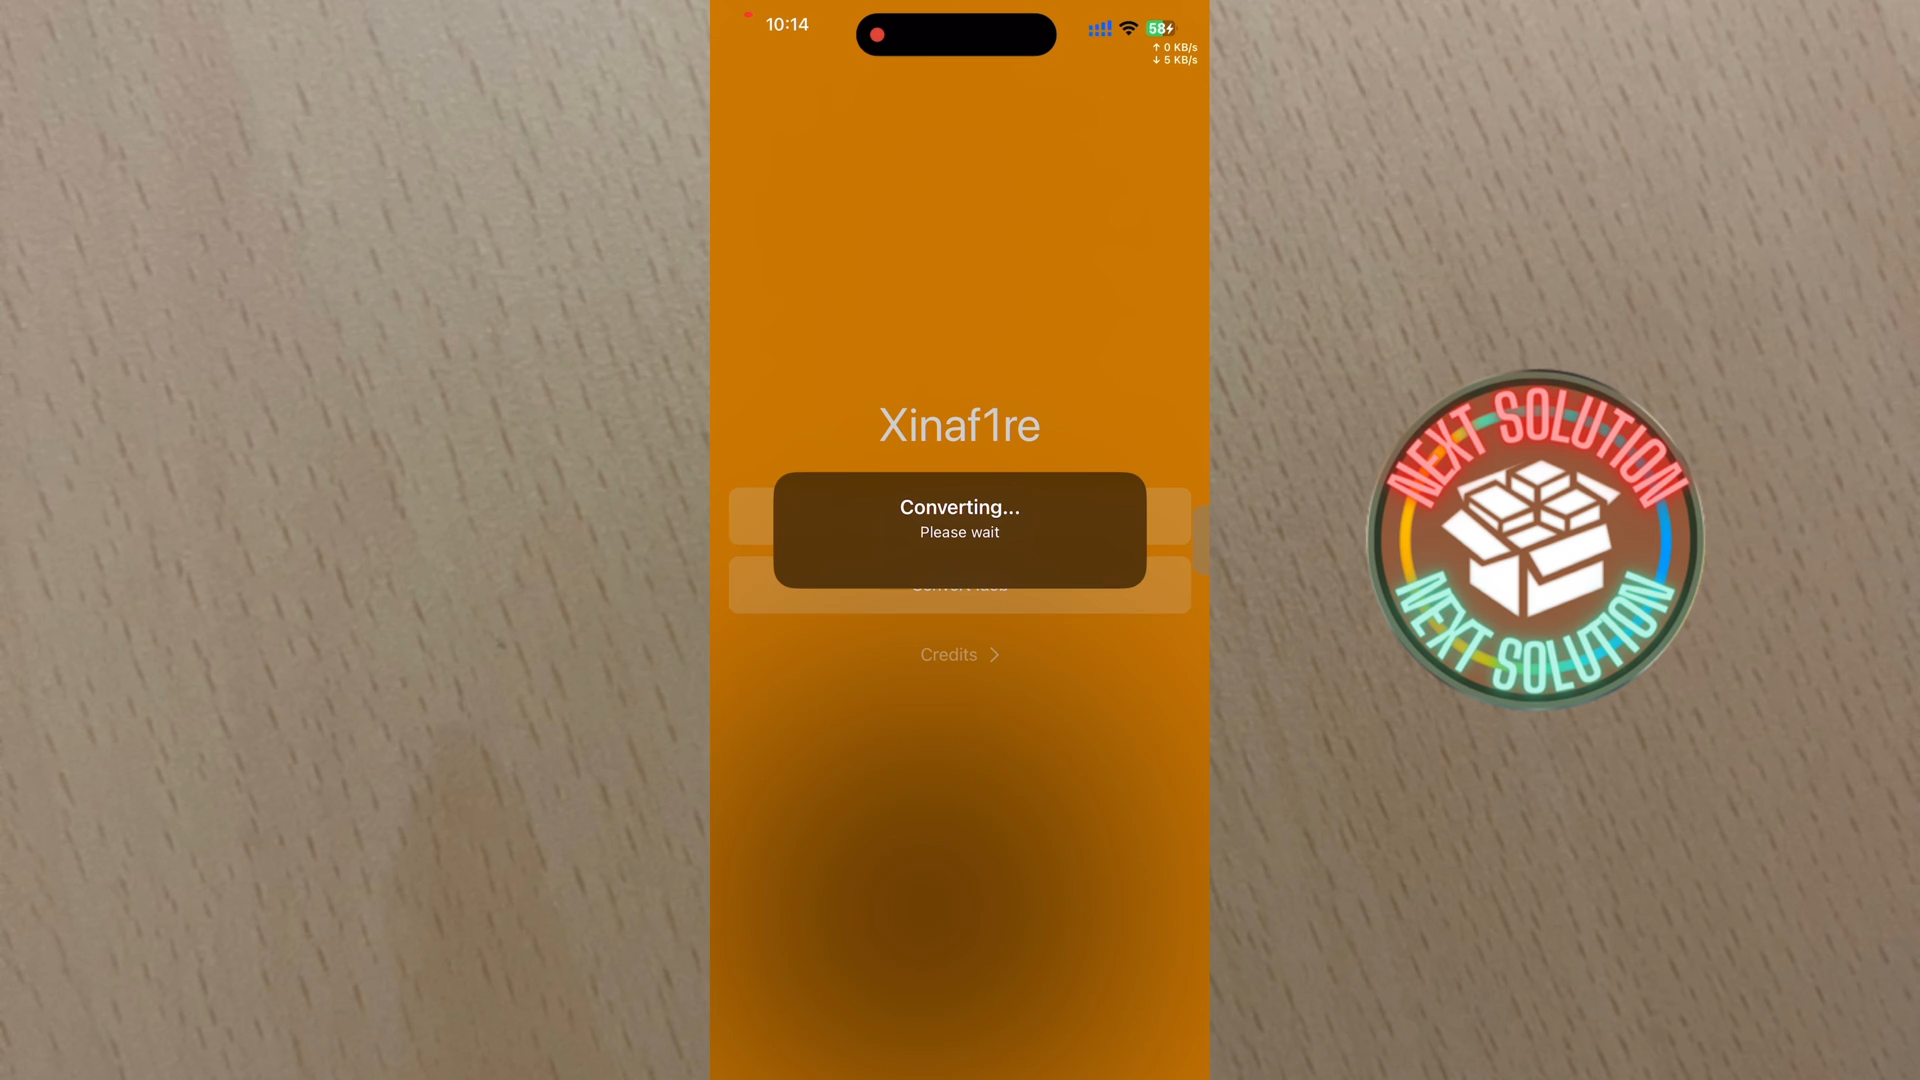 10:14
58
↑ 0 KB/s
↓ 5 KB/s
Xinaf1re
Converting...
Please wait
Credits
NEXT SOLUTION
NEXT SOLUTION